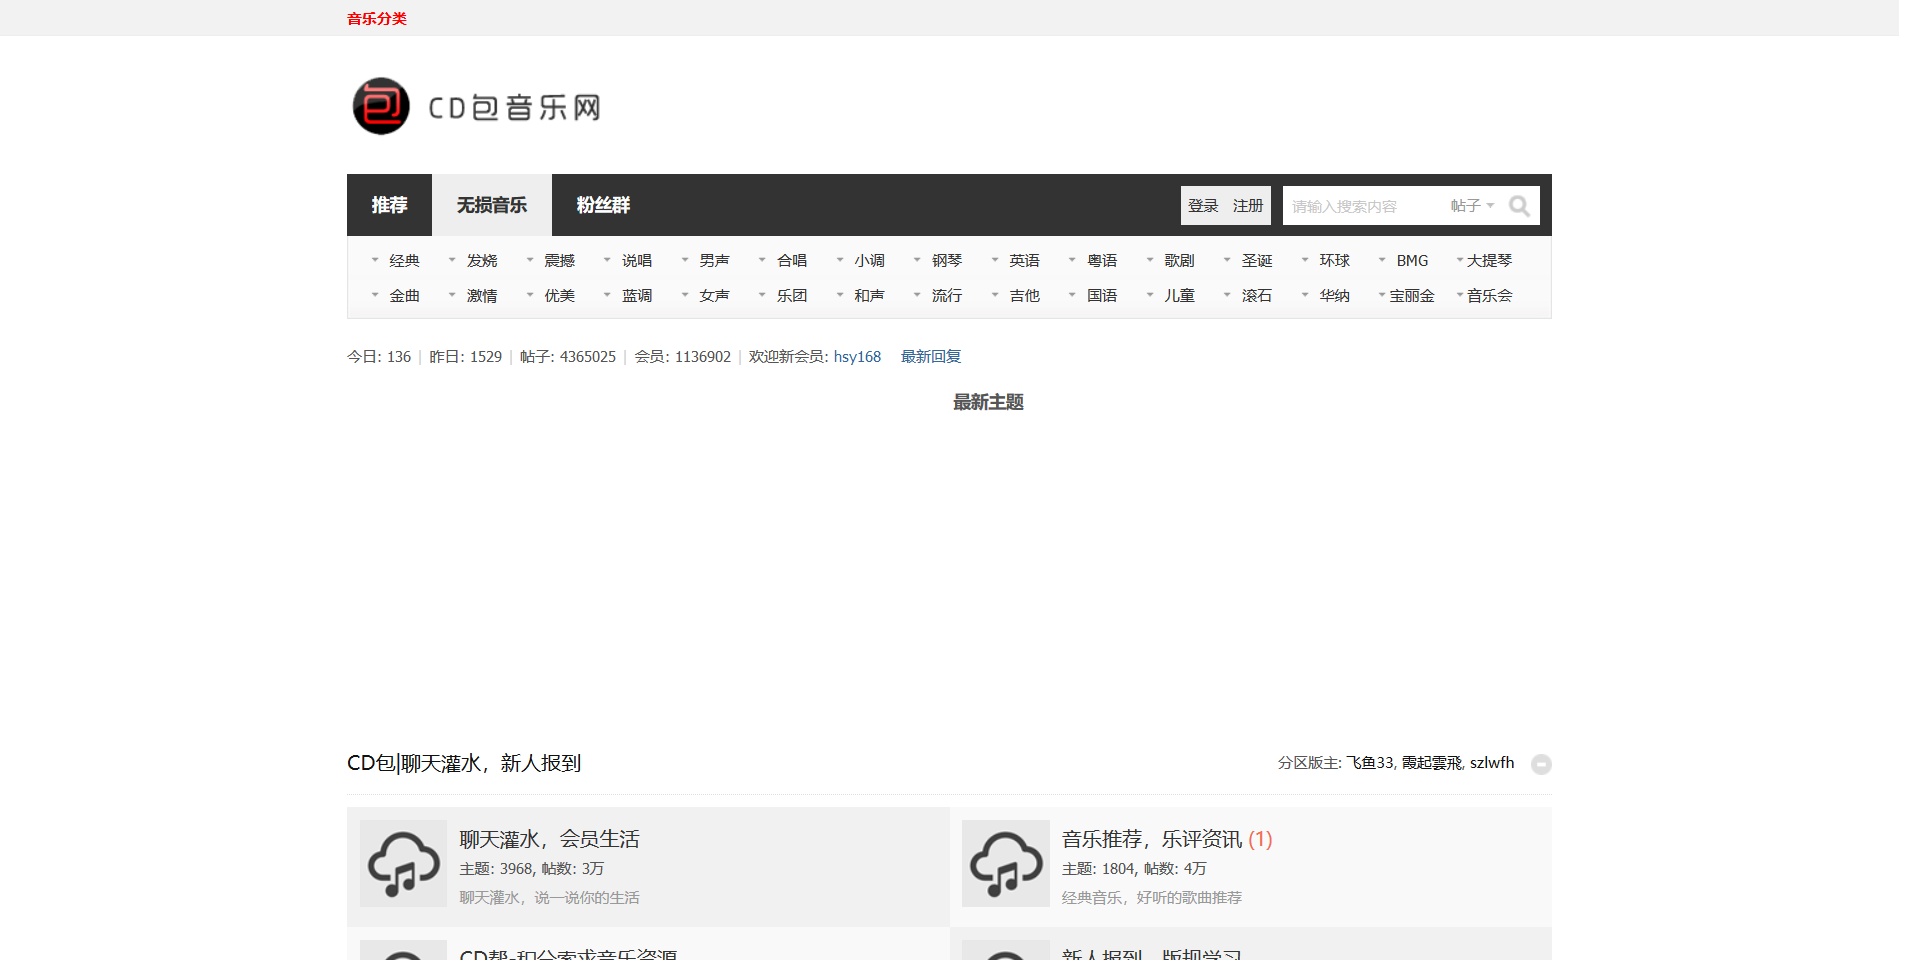 音乐分类
包 CD包音乐网
推荐 无损音乐 粉丝群 登录 注册 请输入搜索内容 帖子
经典 发烧 震撼 说唱 男声 合唱 小调 钢琴 英语 粤语 歌剧 圣诞 环球 BMG 大提琴
金曲 激情 优美 蓝调 女声 乐团 和声 流行 吉他 国语 儿童 滚石 华纳 宝丽金 音乐会
今日: 136 | 昨日: 1529 | 帖子: 4365025 | 会员: 1136902 | 欢迎新会员: hsy168 最新回复
最新主题
CD包|聊天灌水，新人报到 分区版主: 飞鱼33, 霞起雲飛, szlwfh
聊天灌水，会员生活
主题: 3968, 帖数: 3万
聊天灌水，说一说你的生活
音乐推荐，乐评资讯 (1)
主题: 1804, 帖数: 4万
经典音乐，好听的歌曲推荐
CD帮-积分索求音乐资源
新人报到，版规学习